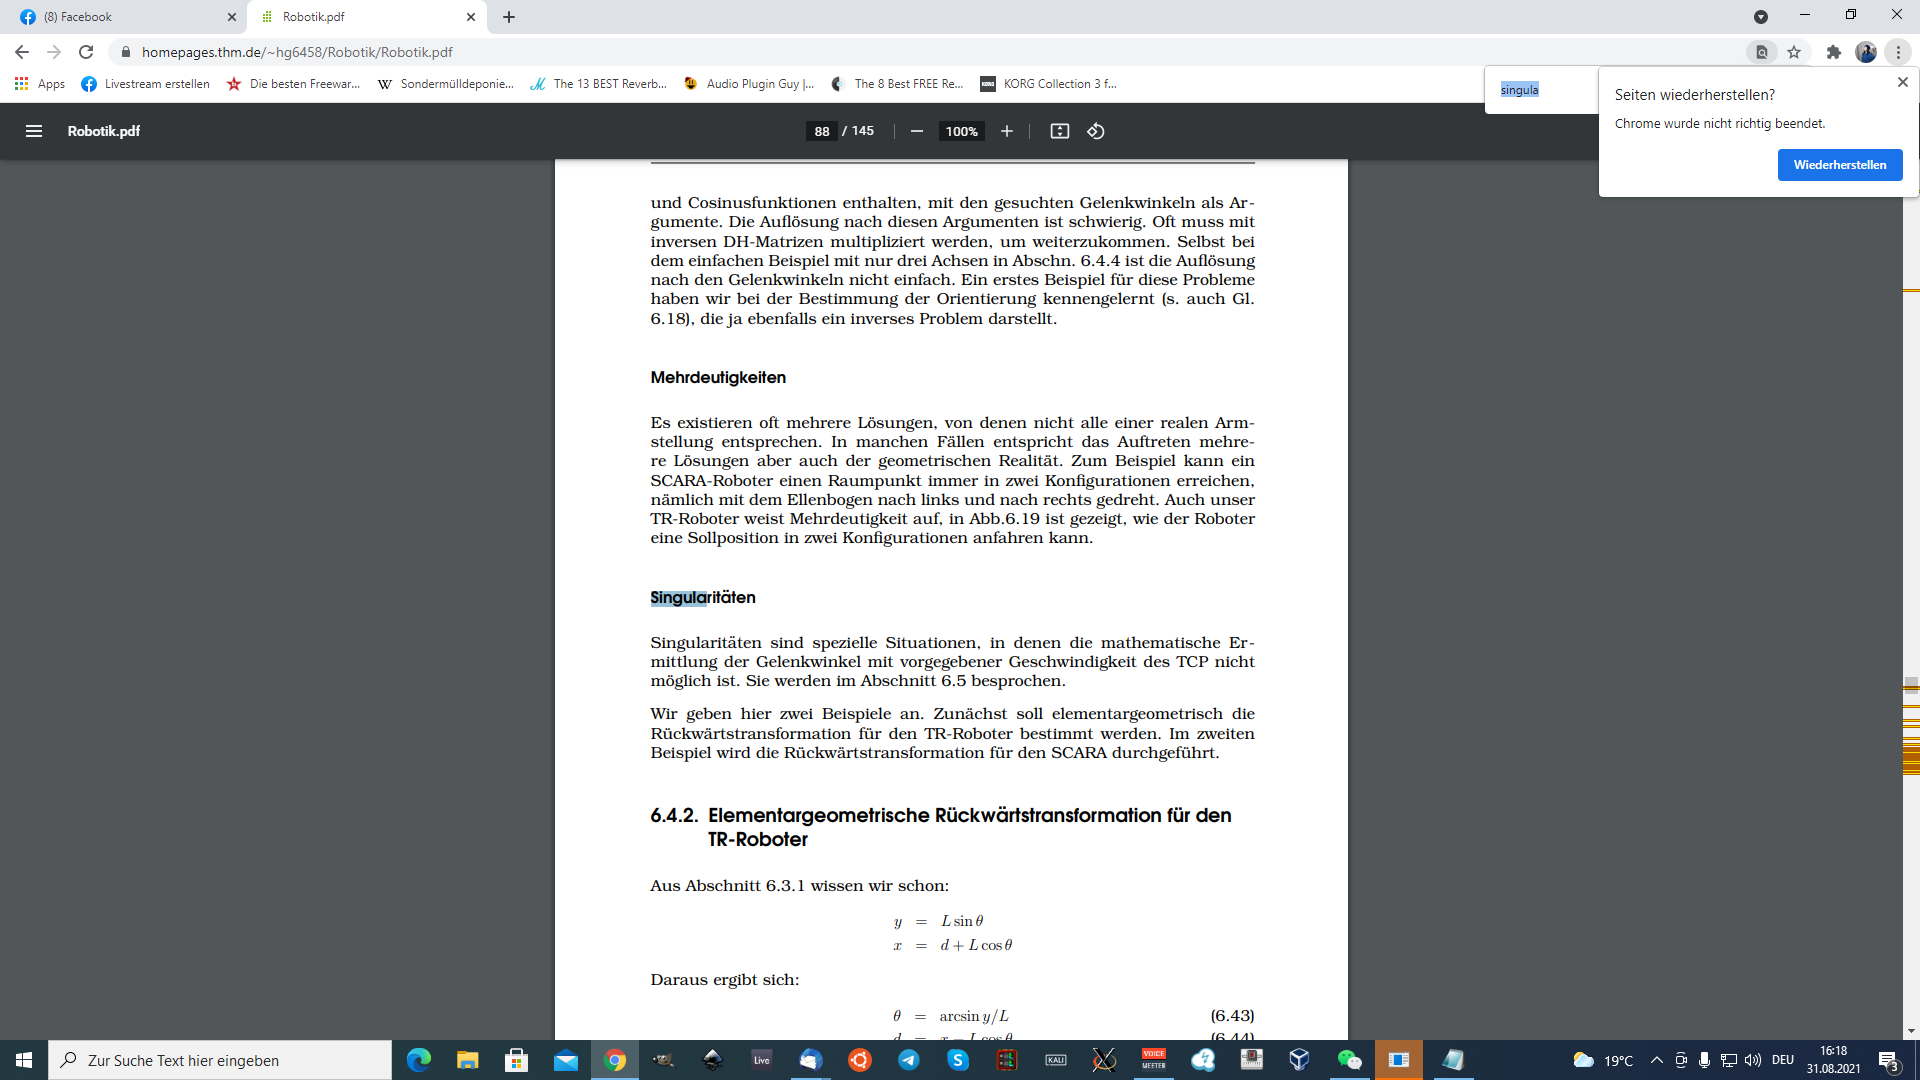 (8) Facebook
Robotik.pdf
homepages.thm.de/~hg6458/Robotik/Robotik.pdf
Apps
Livestream erstellen
Die besten Freewar...
Sondermülldeponie...
The 13 BEST Reverb...
Audio Plugin Guy |...
The 8 Best FREE Re...
KORG Collection 3 f...
singula
Seiten wiederherstellen?
Chrome wurde nicht richtig beendet.
Wiederherstellen
Robotik.pdf
88 / 145
100%
und Cosinusfunktionen enthalten, mit den gesuchten Gelenkwinkeln als Ar-
gumente. Die Auflösung nach diesen Argumenten ist schwierig. Oft muss mit
inversen DH-Matrizen multipliziert werden, um weiterzukommen. Selbst bei
dem einfachen Beispiel mit nur drei Achsen in Abschn. 6.4.4 ist die Auflösung
nach den Gelenkwinkeln nicht einfach. Ein erstes Beispiel für diese Probleme
haben wir bei der Bestimmung der Orientierung kennengelernt (s. auch Gl.
6.18), die ja ebenfalls ein inverses Problem darstellt.
Mehrdeutigkeiten
Es existieren oft mehrere Lösungen, von denen nicht alle einer realen Arm-
stellung entsprechen. In manchen Fällen entspricht das Auftreten mehre-
re Lösungen aber auch der geometrischen Realität. Zum Beispiel kann ein
SCARA-Roboter einen Raumpunkt immer in zwei Konfigurationen erreichen,
nämlich mit dem Ellenbogen nach links und nach rechts gedreht. Auch unser
TR-Roboter weist Mehrdeutigkeit auf, in Abb.6.19 ist gezeigt, wie der Roboter
eine Sollposition in zwei Konfigurationen anfahren kann.
Singularitäten
Singularitäten sind spezielle Situationen, in denen die mathematische Er-
mittlung der Gelenkwinkel mit vorgegebener Geschwindigkeit des TCP nicht
möglich ist. Sie werden im Abschnitt 6.5 besprochen.
Wir geben hier zwei Beispiele an. Zunächst soll elementargeometrisch die
Rückwärtstransformation für den TR-Roboter bestimmt werden. Im zweiten
Beispiel wird die Rückwärtstransformation für den SCARA durchgeführt.
6.4.2. Elementargeometrische Rückwärtstransformation für den
TR-Roboter
Aus Abschnitt 6.3.1 wissen wir schon:
y = L sin θ
x = d + L cos θ
Daraus ergibt sich:
θ = arcsin y/L (6.43)
d = x − L cos θ (6.44)
Zur Suche Text hier eingeben
Live
KALI
VOICE
MEETER
19°C
DEU
16:18
31.08.2021
3